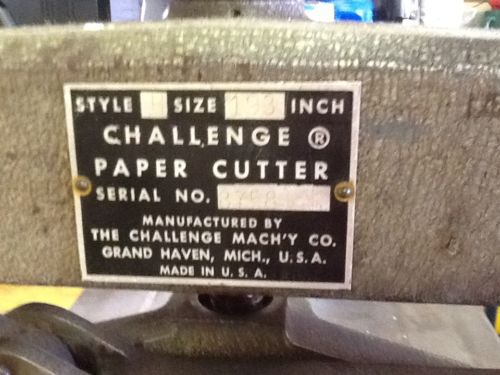 STYLE SIZE INCH
CHALLENGE ®
PAPER CUTTER
SERIAL NO.
MANUFACTURED BY
THE CHALLENGE MACH'Y CO.
GRAND HAVEN, MICH., U.S.A.
MADE IN U.S.A.